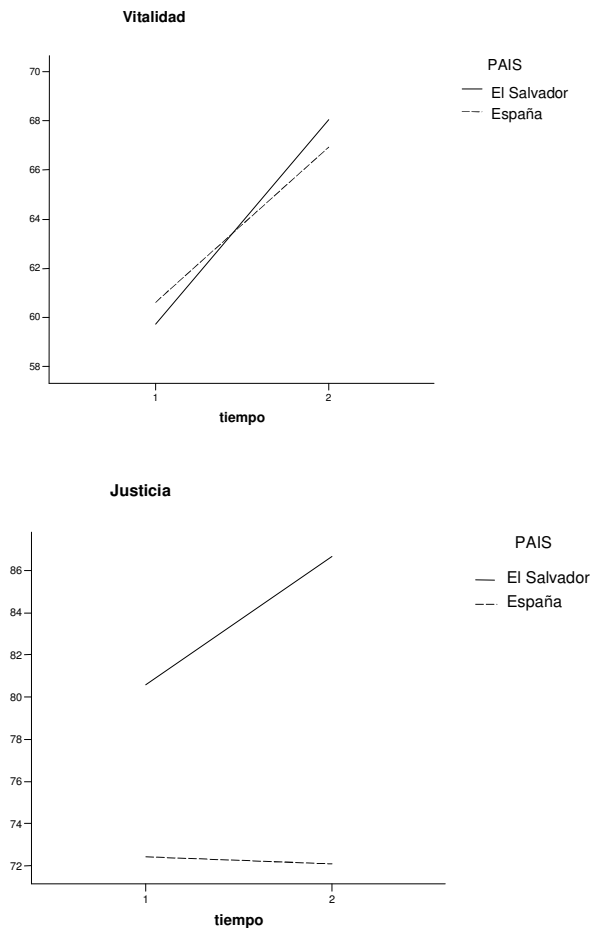 Vitalidad
70
68
66
64
62
60
58
1 2
tiempo
PAIS
El Salvador
España
Justicia
86
84
82
80
78
76
74
72
1 2
tiempo
PAIS
El Salvador
España